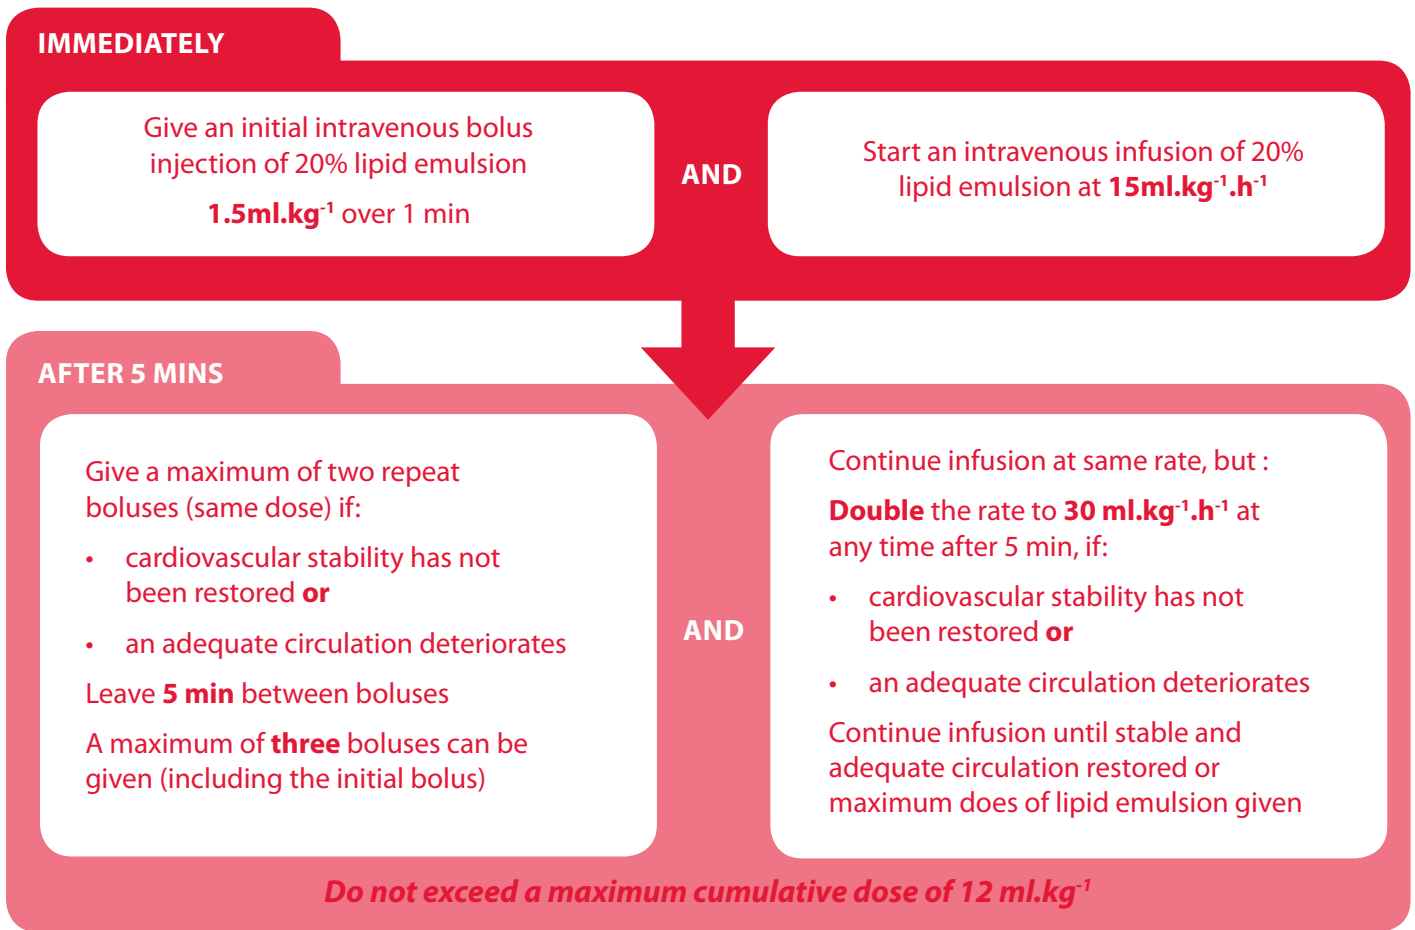 IMMEDIATELY
Give an initial intravenous bolus
injection of 20% lipid emulsion
1.5ml.kg⁻¹ over 1 min
AND
Start an intravenous infusion of 20%
lipid emulsion at 15ml.kg⁻¹.h⁻¹
AFTER 5 MINS
Give a maximum of two repeat
boluses (same dose) if:
• cardiovascular stability has not
been restored or
• an adequate circulation deteriorates
Leave 5 min between boluses
A maximum of three boluses can be
given (including the initial bolus)
AND
Continue infusion at same rate, but :
Double the rate to 30 ml.kg⁻¹.h⁻¹ at
any time after 5 min, if:
• cardiovascular stability has not
been restored or
• an adequate circulation deteriorates
Continue infusion until stable and
adequate circulation restored or
maximum does of lipid emulsion given
Do not exceed a maximum cumulative dose of 12 ml.kg⁻¹